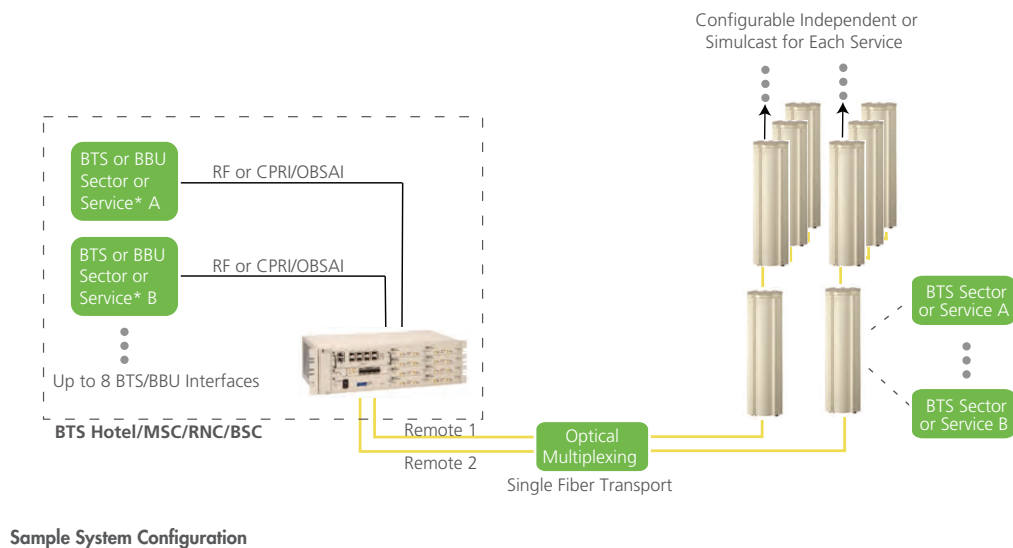 Configurable Independent or
Simulcast for Each Service
BTS or BBU
Sector or
Service* A
RF or CPRI/OBSAI
BTS or BBU
Sector or
Service* B
RF or CPRI/OBSAI
Up to 8 BTS/BBU Interfaces
BTS Hotel/MSC/RNC/BSC
Remote 1
Remote 2
Optical
Multiplexing
Single Fiber Transport
BTS Sector
or Service A
BTS Sector
or Service B
Sample System Configuration